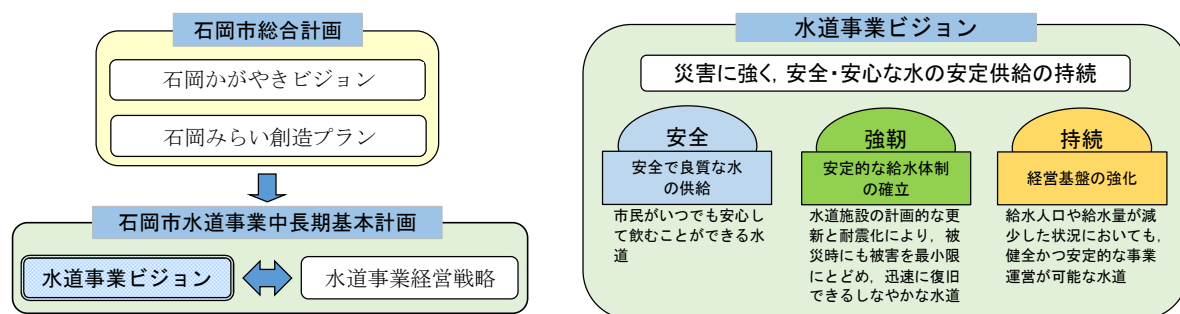 石岡市総合計画
石岡かがやきビジョン
石岡みらい創造プラン
石岡市水道事業中長期基本計画
水道事業ビジョン
水道事業経営戦略
水道事業ビジョン
災害に強く，安全・安心な水の安定供給の持続
安全
安全で良質な水
の供給
市民がいつでも安心し
て飲むことができる水
道
強靭
安定的な給水体制
の確立
水道施設の計画的な更
新と耐震化により，被
災時にも被害を最小限
にとどめ，迅速に復旧
できるしなやかな水道
持続
経営基盤の強化
給水人口や給水量が減
少した状況においても，
健全かつ安定的な事業
運営が可能な水道